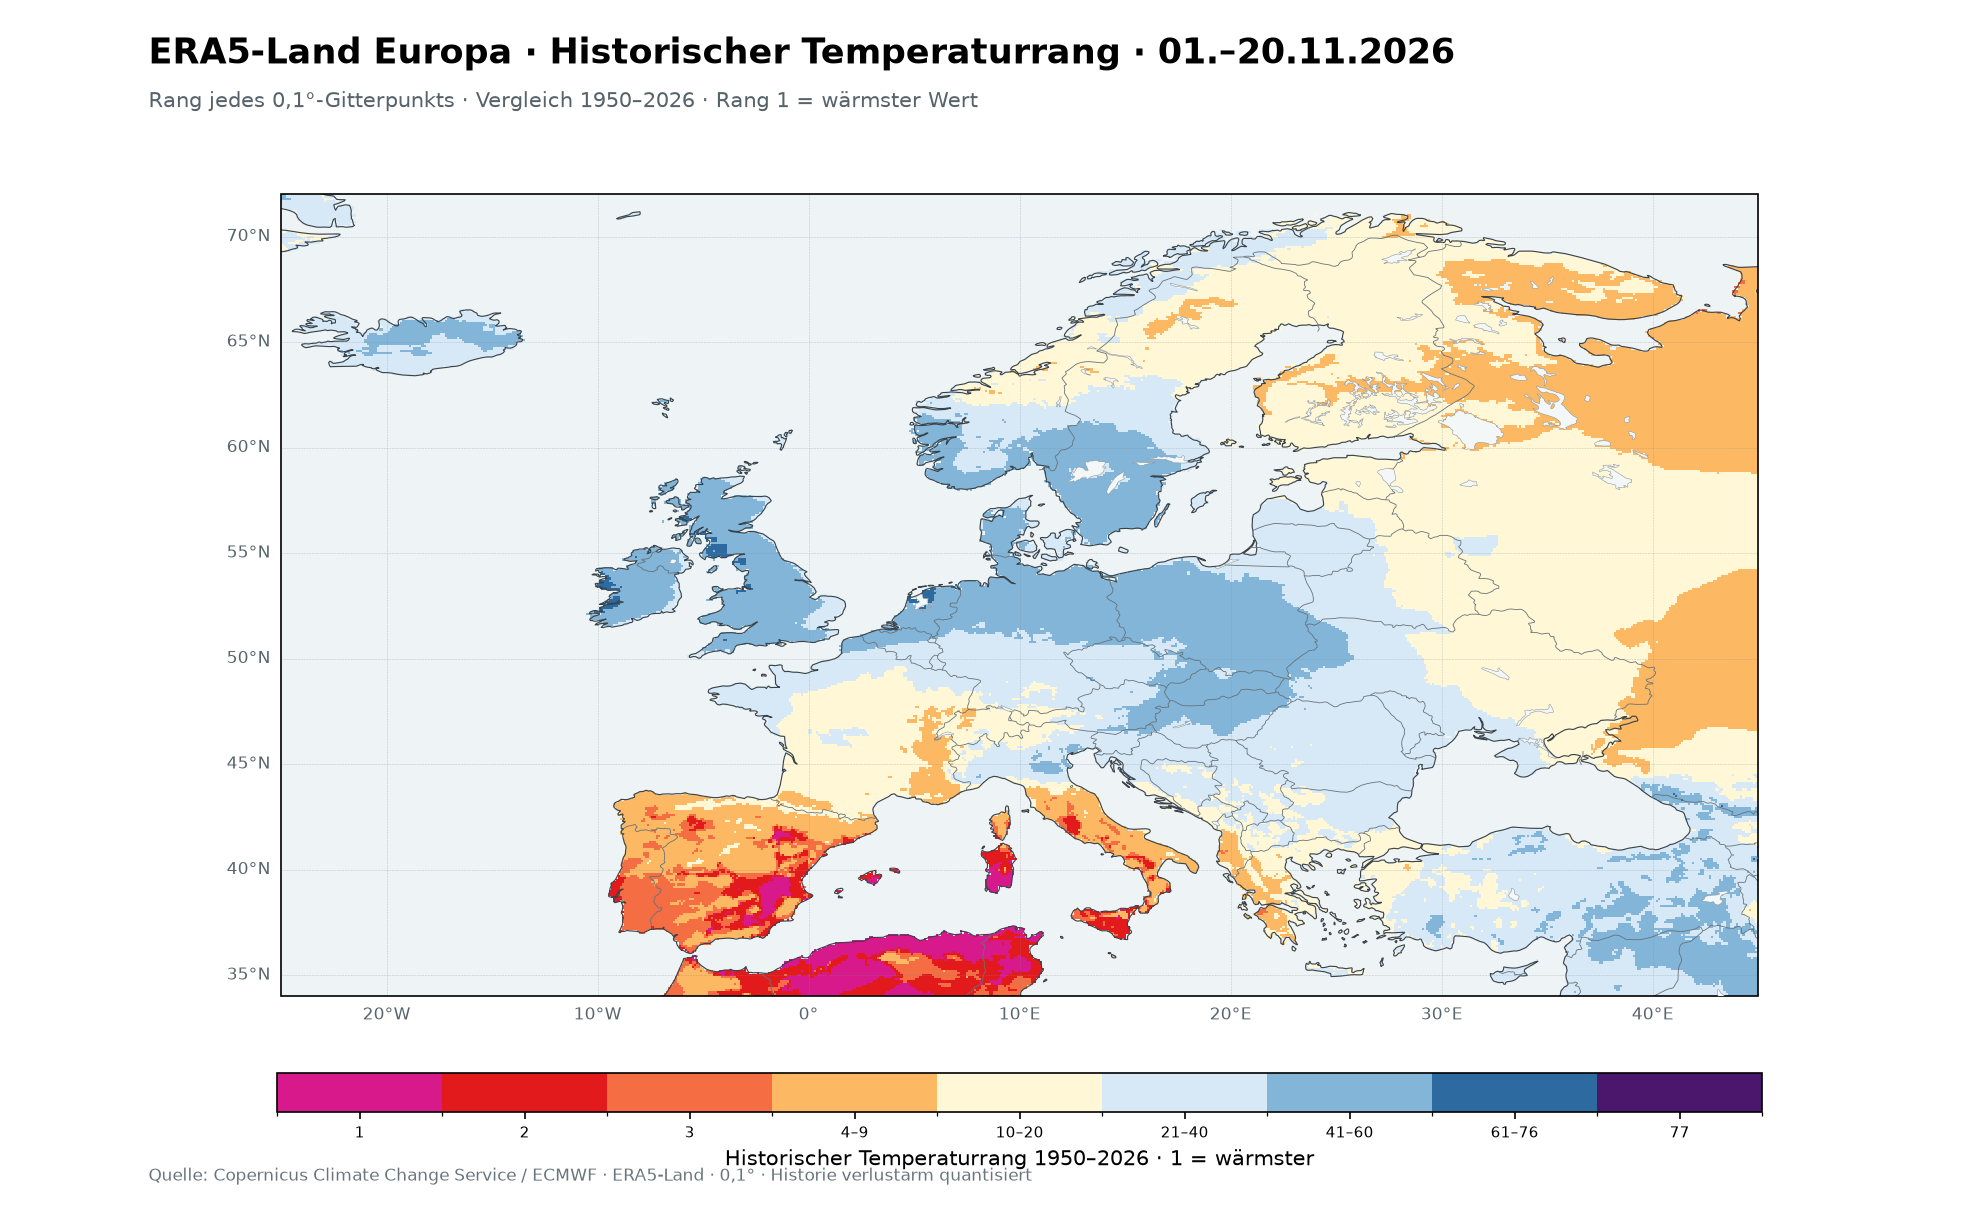 ERA5-Land Europa · Historischer Temperaturrang · 01.–20.11.2026
Rang jedes 0,1°-Gitterpunkts · Vergleich 1950–2026 · Rang 1 = wärmster Wert
70°N
65°N
60°N
55°N
50°N
45°N
40°N
35°N
20°W 10°W 0° 10°E 20°E 30°E 40°E
1 2 3 4–9 10–20 21–40 41–60 61–76 77
Historischer Temperaturrang 1950–2026 · 1 = wärmster
Quelle: Copernicus Climate Change Service / ECMWF · ERA5-Land · 0,1° · Historie verlustarm quantisiert